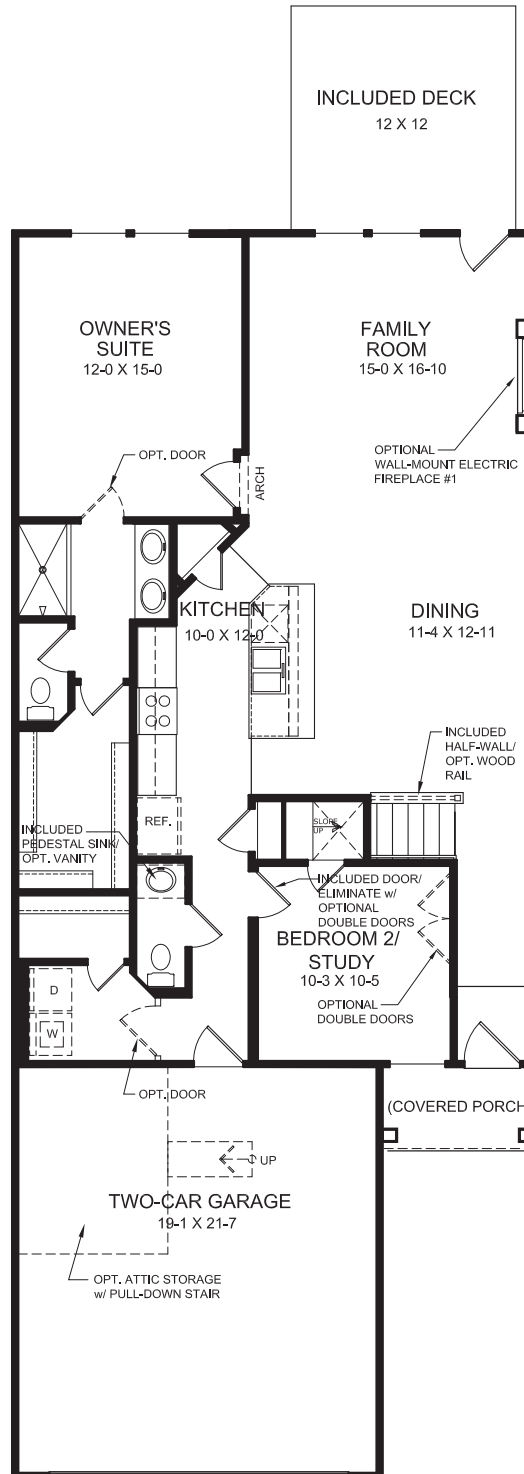 INCLUDED DECK
12 X 12
OWNER'S
SUITE
12-0 X 15-0
FAMILY
ROOM
15-0 X 16-10
OPT. DOOR
ARCH
OPTIONAL
WALL-MOUNT ELECTRIC
FIREPLACE #1
KITCHEN
10-0 X 12-0
DINING
11-4 X 12-11
INCLUDED
HALF-WALL/
OPT. WOOD
RAIL
REF.
SLOPE
UP
INCLUDED
PEDESTAL SINK/
OPT. VANITY
INCLUDED DOOR/
ELIMINATE w/
OPTIONAL
DOUBLE DOORS
BEDROOM 2/
STUDY
10-3 X 10-5
OPTIONAL
DOUBLE DOORS
D
W
OPT. DOOR
(COVERED PORCH
UP
TWO-CAR GARAGE
19-1 X 21-7
OPT. ATTIC STORAGE
w/ PULL-DOWN STAIR